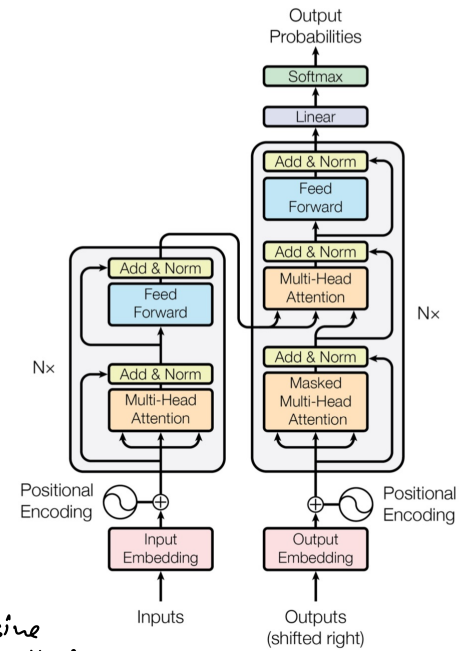 Output
Probabilities
Softmax
Linear
Add & Norm
Feed
Forward
Add & Norm
Multi-Head
Attention
Nx
Add & Norm
Masked
Multi-Head
Attention
Add & Norm
Feed
Forward
Nx
Add & Norm
Multi-Head
Attention
Positional
Encoding
Positional
Encoding
Input
Embedding
Output
Embedding
Inputs
Outputs
(shifted right)